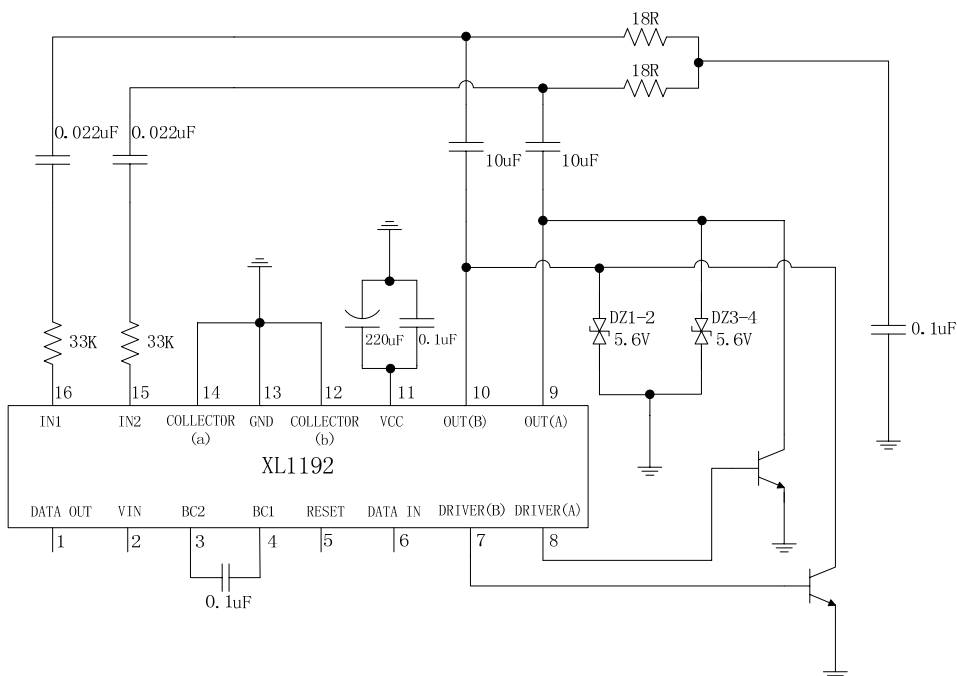 18R
18R
0.022uF 0.022uF
10uF 10uF
DZ1-2 DZ3-4
5.6V 5.6V
0.1uF
33K 33K
220uF 0.1uF
16 15 14 13 12 11 10 9
IN1 IN2 COLLECTOR GND COLLECTOR VCC OUT(B) OUT(A)
(a) (b)
XL1192
DATA OUT VIN BC2 BC1 RESET DATA IN DRIVER(B) DRIVER(A)
1 2 3 4 5 6 7 8
0.1uF